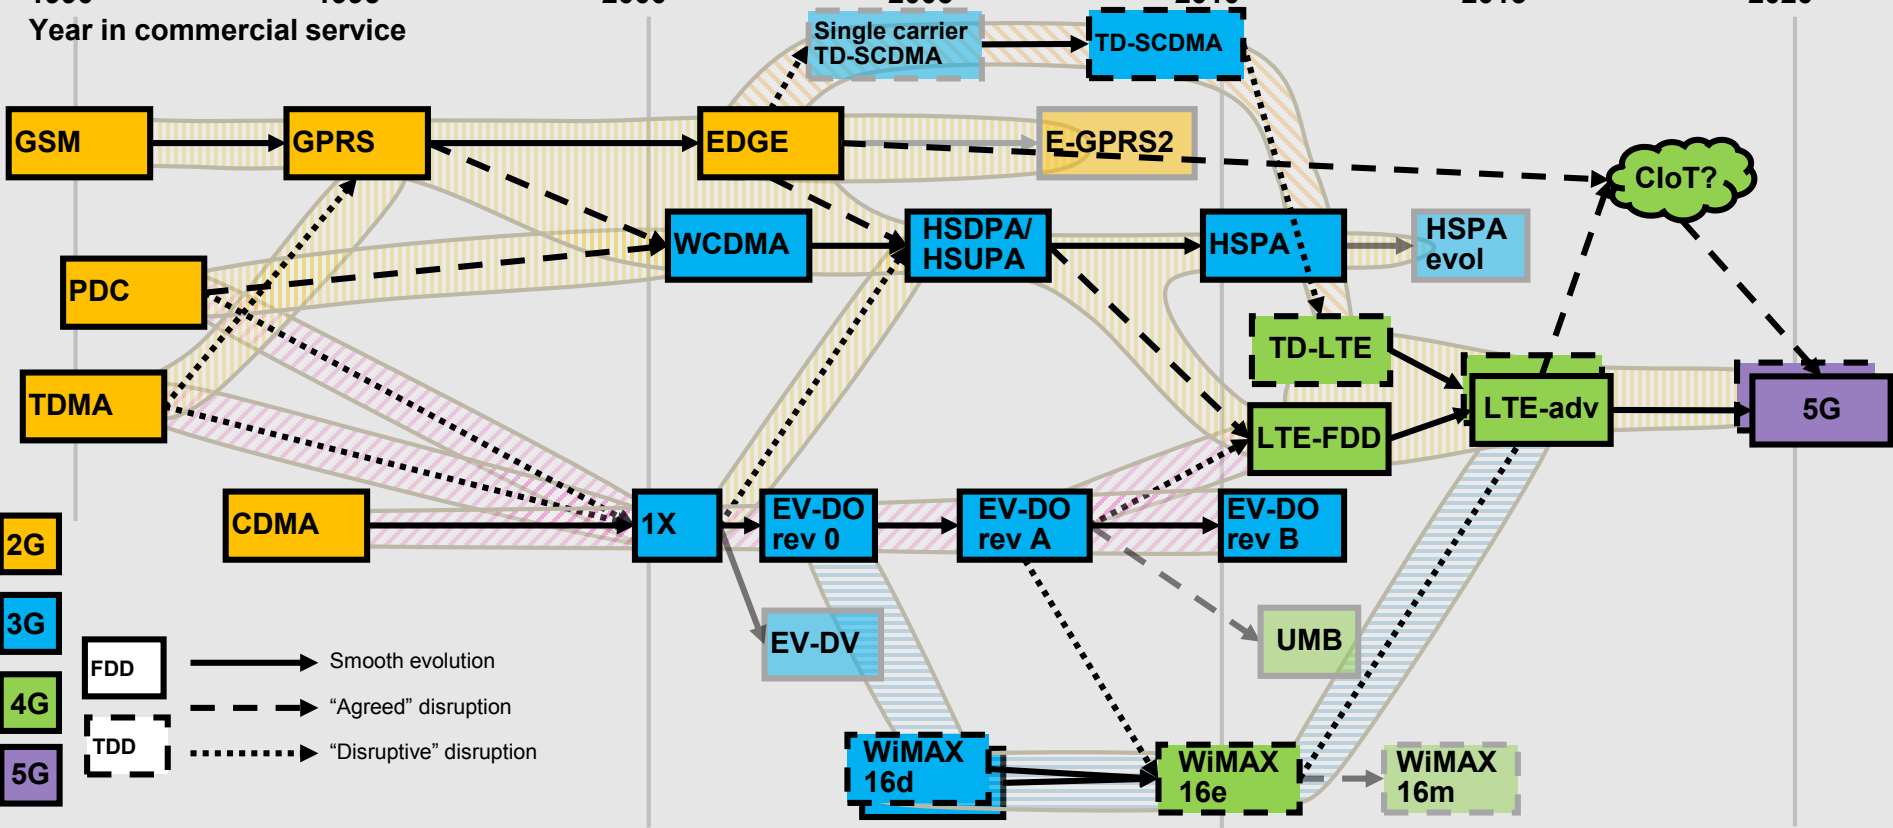 Year in commercial service
Single carrier
TD-SCDMA
TD-SCDMA
GSM
GPRS
EDGE
E-GPRS2
CIoT?
WCDMA
HSDPA/
HSUPA
HSPA
HSPA
evol
PDC
TD-LTE
TDMA
LTE-FDD
LTE-adv
5G
CDMA
1X
EV-DO
rev 0
EV-DO
rev A
EV-DO
rev B
2G
3G
4G
5G
FDD
TDD
Smooth evolution
“Agreed” disruption
“Disruptive” disruption
EV-DV
UMB
WiMAX
16d
WiMAX
16e
WiMAX
16m